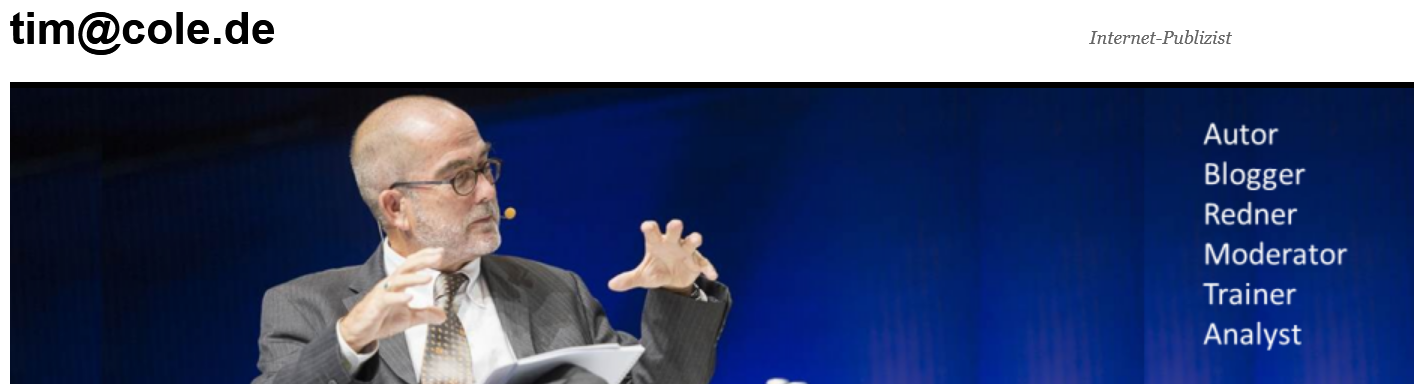 tim@cole.de
Internet-Publizist
Autor
Blogger
Redner
Moderator
Trainer
Analyst